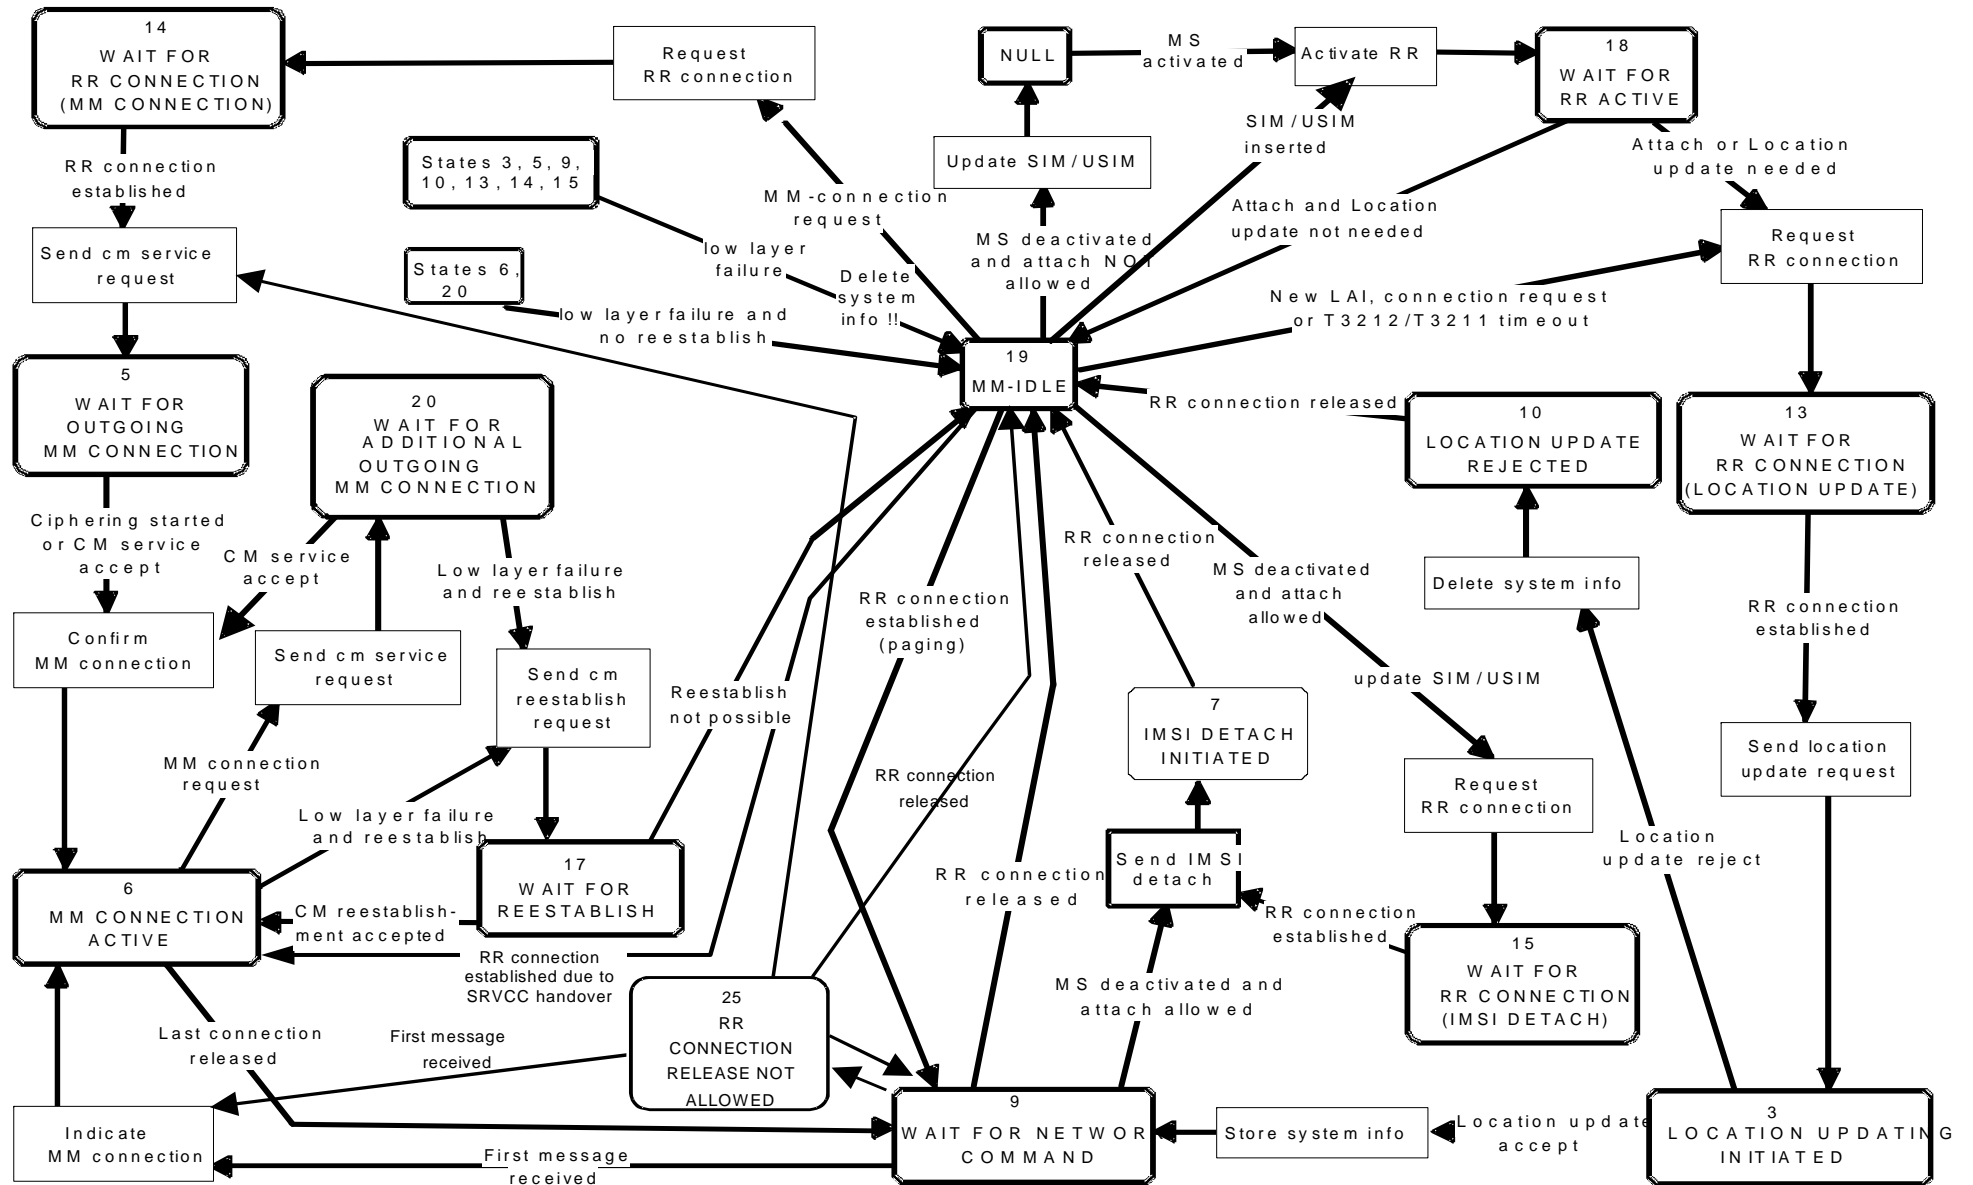 14
WAIT FOR
RR CONNECTION
(MM CONNECTION)
Request
RR connection
NULL
MS
activated
Activate RR
18
WAIT FOR
RR ACTIVE
RR connection
established
States 3, 5, 9,
10, 13, 14, 15
Update SIM/USIM
SIM/USIM
inserted
Attach or Location
update needed
MM-connection
request
Attach and Location
update not needed
Send cm service
request
low layer
failure
MS deactivated
and attach NOT
allowed
Request
RR connection
States 6,
20
Delete
system
info !!
low layer failure and
no reestablish
New LAI, connection request
or T3212/T3211 timeout
19
MM-IDLE
5
WAIT FOR
OUTGOING
MM CONNECTION
20
WAIT FOR
ADDITIONAL
OUTGOING
MM CONNECTION
RR connection released
10
LOCATION UPDATE
REJECTED
13
WAIT FOR
RR CONNECTION
(LOCATION UPDATE)
Ciphering started
or CM service
accept
CM service
accept
Low layer failure
and reestablish
RR connection
released
MS deactivated
and attach
allowed
Delete system info
RR connection
established
(paging)
RR connection
established
Confirm
MM connection
Send cm service
request
Send cm
reestablish
request
Reestablish
not possible
update SIM/USIM
7
IMSI DETACH
INITIATED
Send location
update request
MM connection
request
RR connection
released
Request
RR connection
Low layer failure
and reestablish
Location
update reject
17
WAIT FOR
REESTABLISH
Send IMSI
detach
RR connection
released
6
MM CONNECTION
ACTIVE
CM reestablish-
ment accepted
RR connection
established
RR connection
established due to
SRVCC handover
15
WAIT FOR
RR CONNECTION
(IMSI DETACH)
MS deactivated and
attach allowed
25
RR
CONNECTION
RELEASE NOT
ALLOWED
Last connection
released
First message
received
Indicate
MM connection
First message
received
9
WAIT FOR NETWOR
COMMAND
Store system info
Location update
accept
3
LOCATION UPDATING
INITIATED